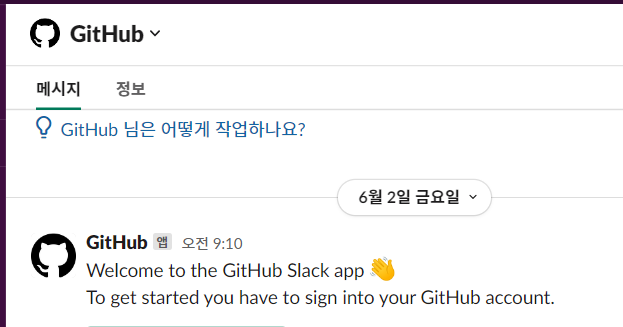 GitHub
메시지 정보
GitHub 님은 어떻게 작업하나요?
6월 2일 금요일
GitHub 앱 오전 9:10
Welcome to the GitHub Slack app 👋
To get started you have to sign into your GitHub account.